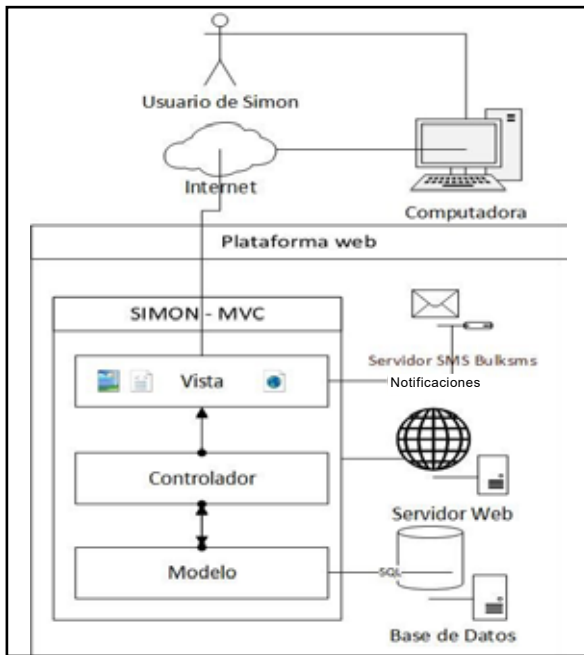 Usuario de Simon
Internet
Computadora
Plataforma web
SIMON - MVC
Vista
Servidor SMS Bulksms
Notificaciones
Controlador
Servidor Web
Modelo
SQL
Base de Datos